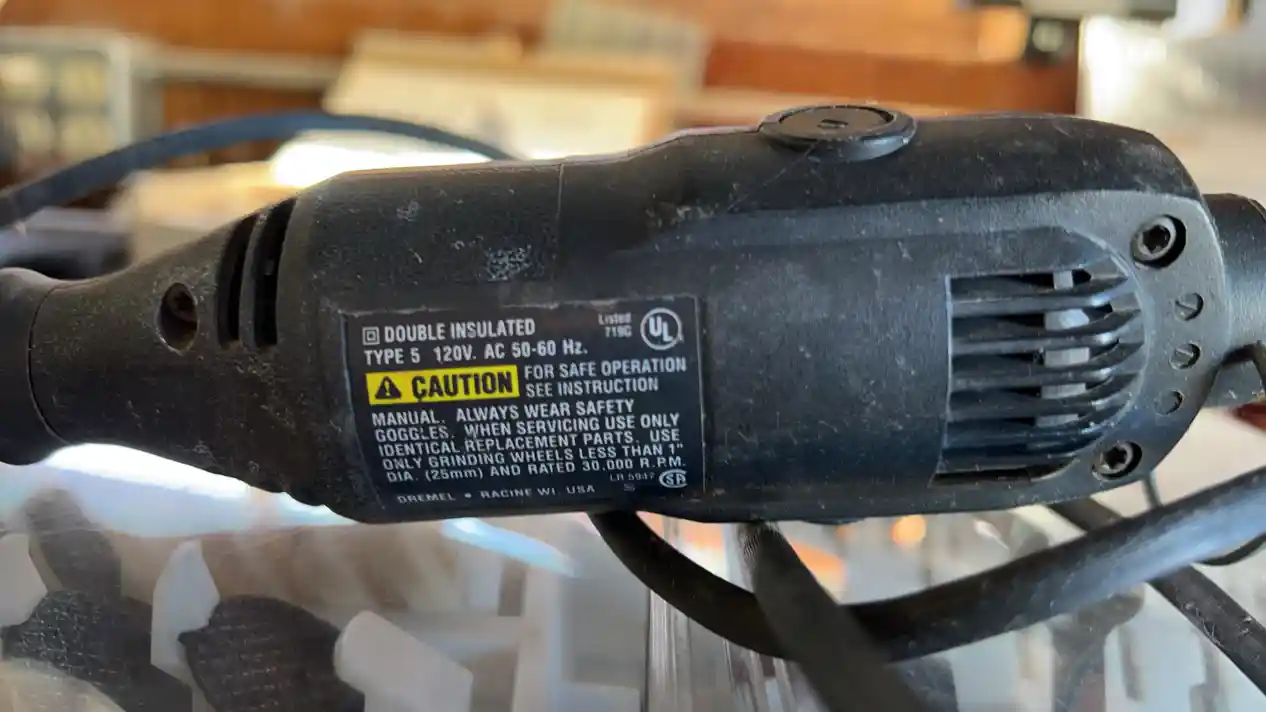 DOUBLE INSULATED
Listed
719G
UL
TYPE 5 120V. AC 50-60 Hz.
CAUTION
FOR SAFE OPERATION
SEE INSTRUCTION
MANUAL. ALWAYS WEAR SAFETY
GOGGLES. WHEN SERVICING USE ONLY
IDENTICAL REPLACEMENT PARTS. USE
ONLY GRINDING WHEELS LESS THAN 1"
DIA. (25mm) AND RATED 30,000 R.P.M.
LR 5947
SA
DREMEL • RACINE WI. USA